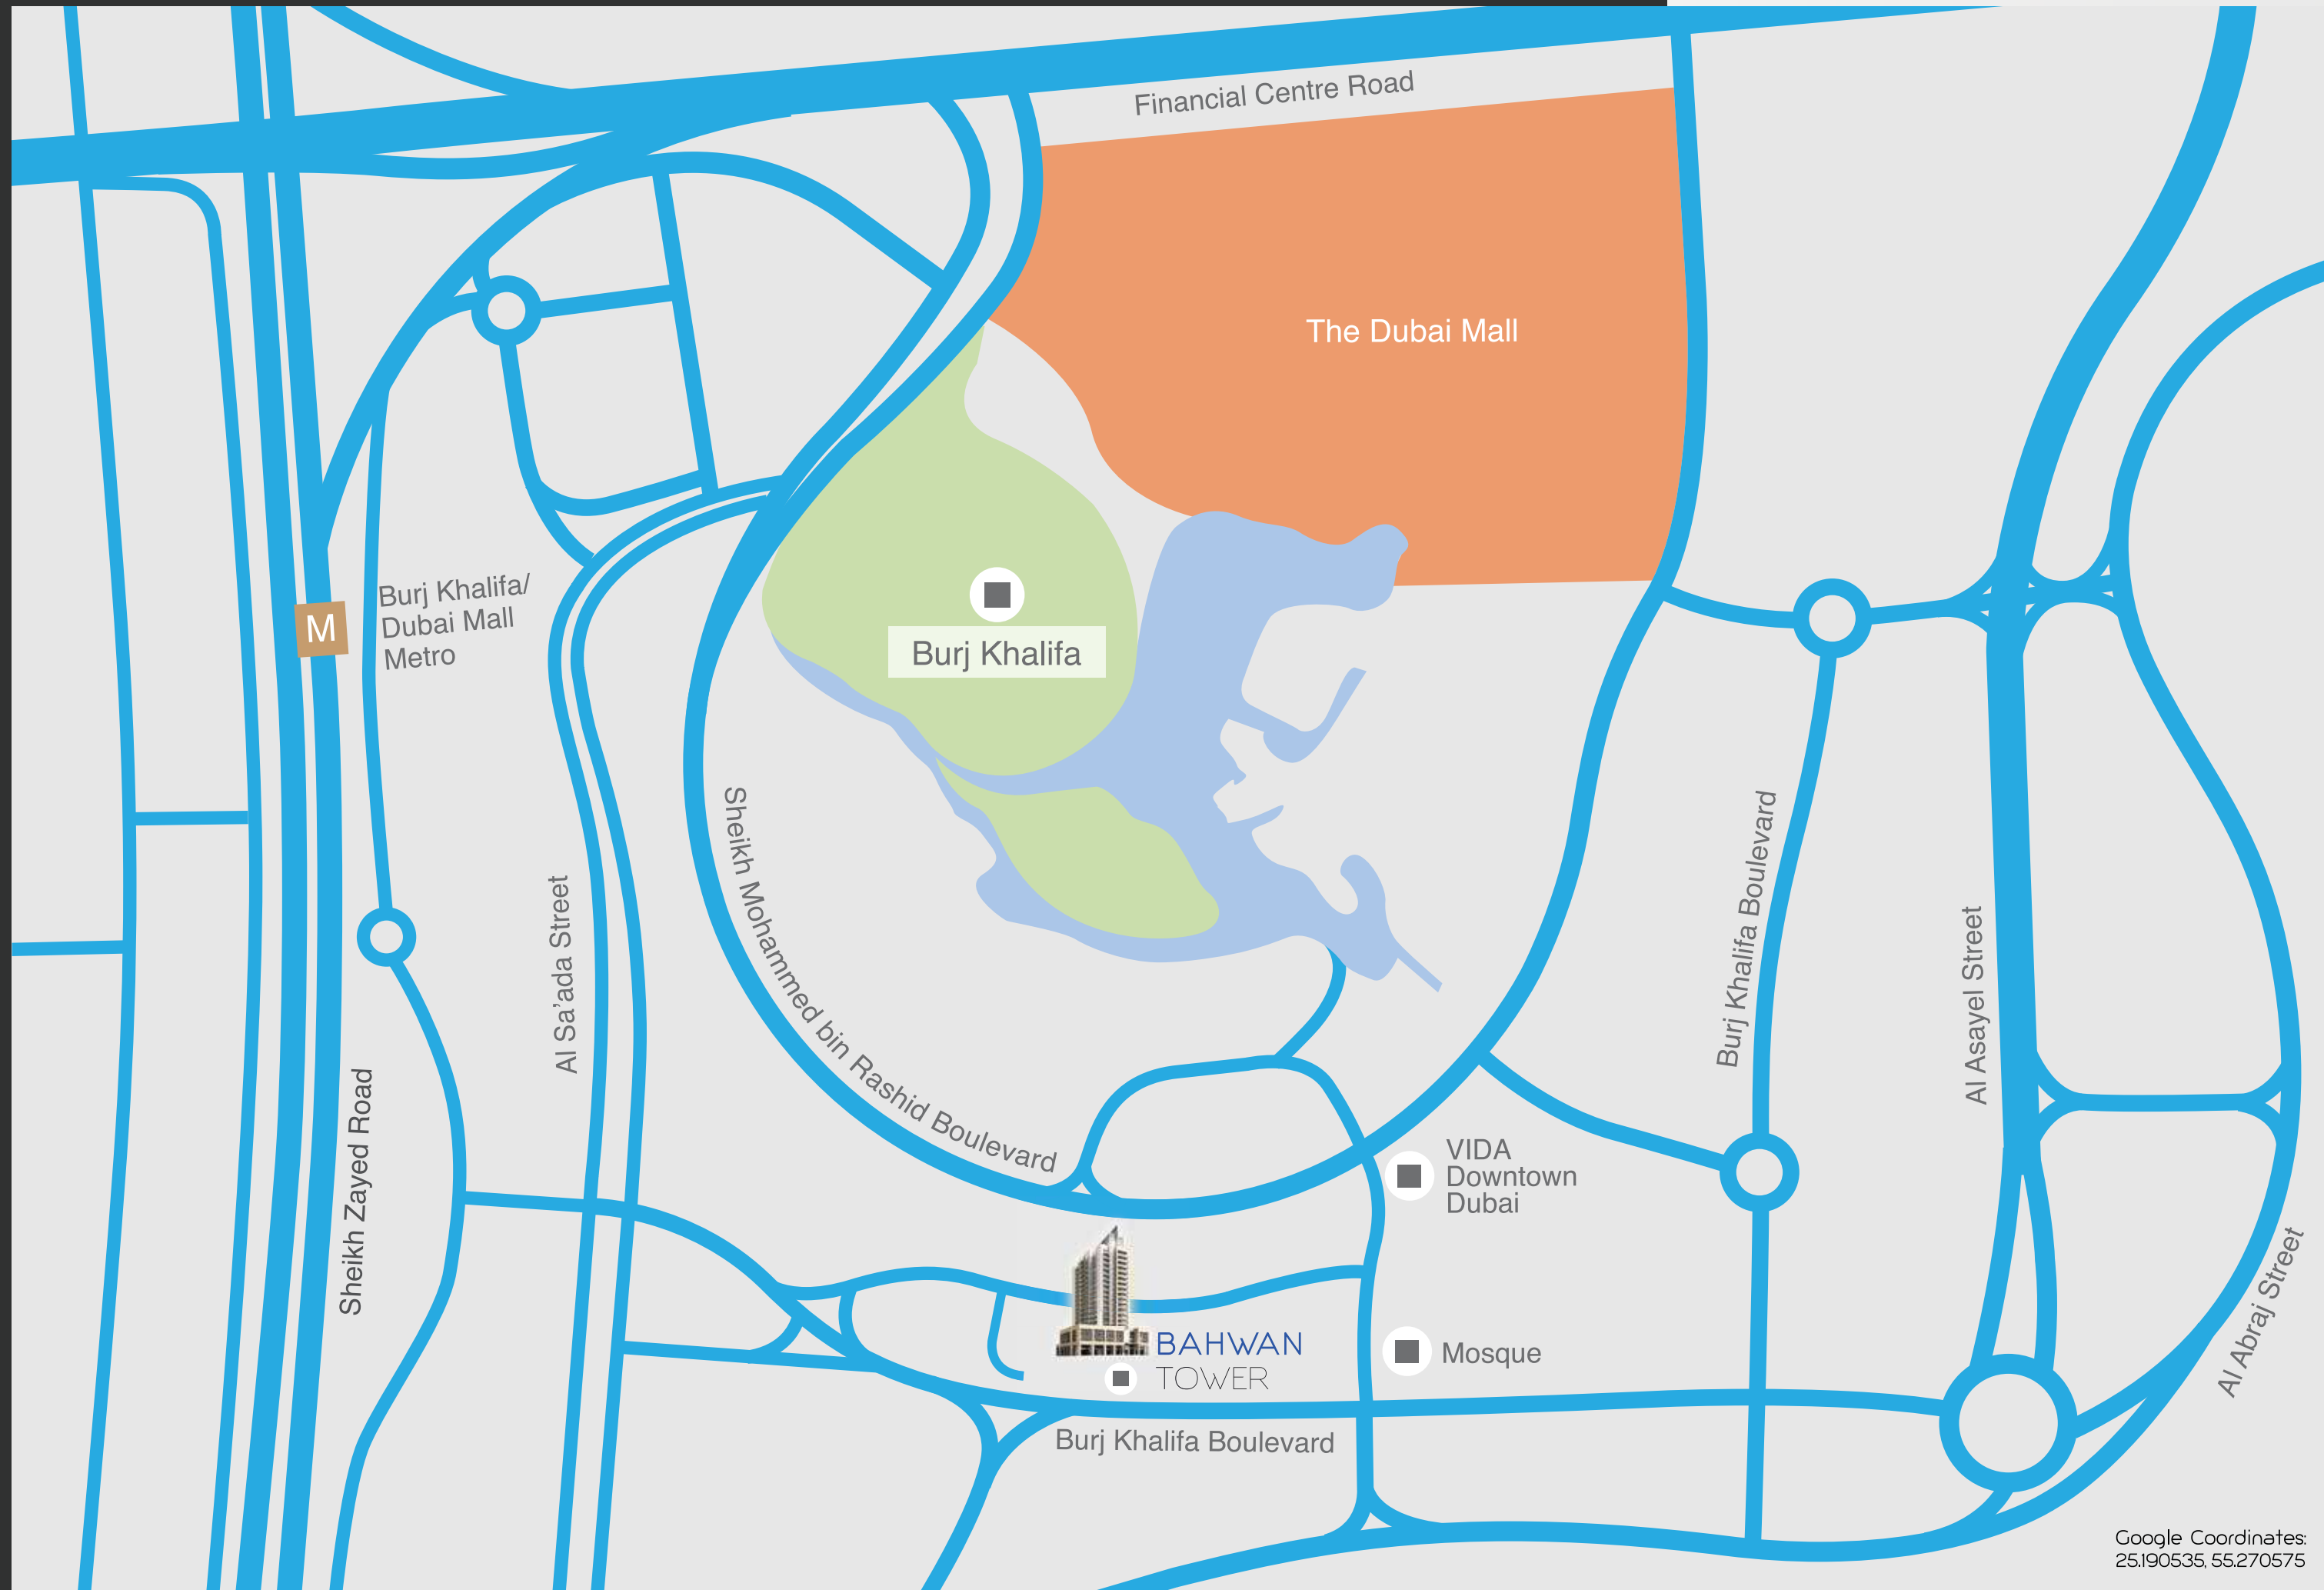 Financial Centre Road
The Dubai Mall
Burj Khalifa/
Dubai Mall
Metro
M
Burj Khalifa
Sheikh Mohammed bin Rashid Boulevard
Burj Khalifa Boulevard
Al Sa’ada Street
Al Asayel Street
Sheikh Zayed Road
VIDA
Downtown
Dubai
Al Abraj Street
BAHWAN
TOWER
Mosque
Burj Khalifa Boulevard
Google Coordinates:
25.190535, 55.270575